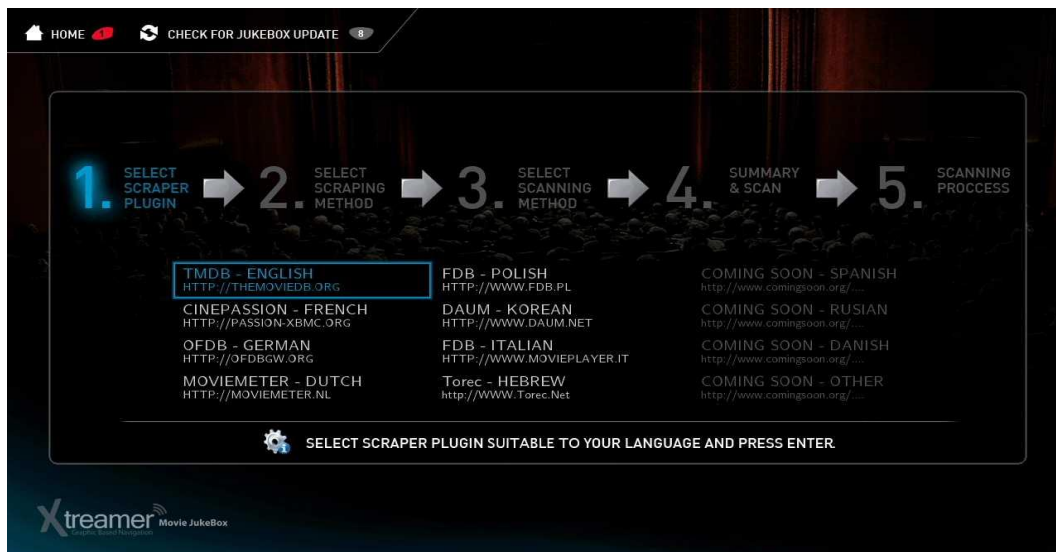 HOME 1 CHECK FOR JUKEBOX UPDATE 8
1. SELECT SCRAPER PLUGIN
2. SELECT SCRAPING METHOD
3. SELECT SCANNING METHOD
4. SUMMARY & SCAN
5. SCANNING PROCCESS
TMDB - ENGLISH
HTTP://THEMOVIEDB.ORG
CINEPASSION - FRENCH
HTTP://PASSION-XBMC.ORG
OFDB - GERMAN
HTTP://OFDBGW.ORG
MOVIEMETER - DUTCH
HTTP://MOVIEMETER.NL
FDB - POLISH
HTTP://WWW.FDB.PL
DAUM - KOREAN
HTTP://WWW.DAUM.NET
FDB - ITALIAN
HTTP://WWW.MOVIEPLAYER.IT
Torec - HEBREW
http://WWW.Torec.Net
COMING SOON - SPANISH
http://www.comingsoon.org/....
COMING SOON - RUSIAN
http://www.comingsoon.org/....
COMING SOON - DANISH
http://www.comingsoon.org/....
COMING SOON - OTHER
http://www.comingsoon.org/....
SELECT SCRAPER PLUGIN SUITABLE TO YOUR LANGUAGE AND PRESS ENTER.
Xtreamer Movie JukeBox
Graphic Based Navigation